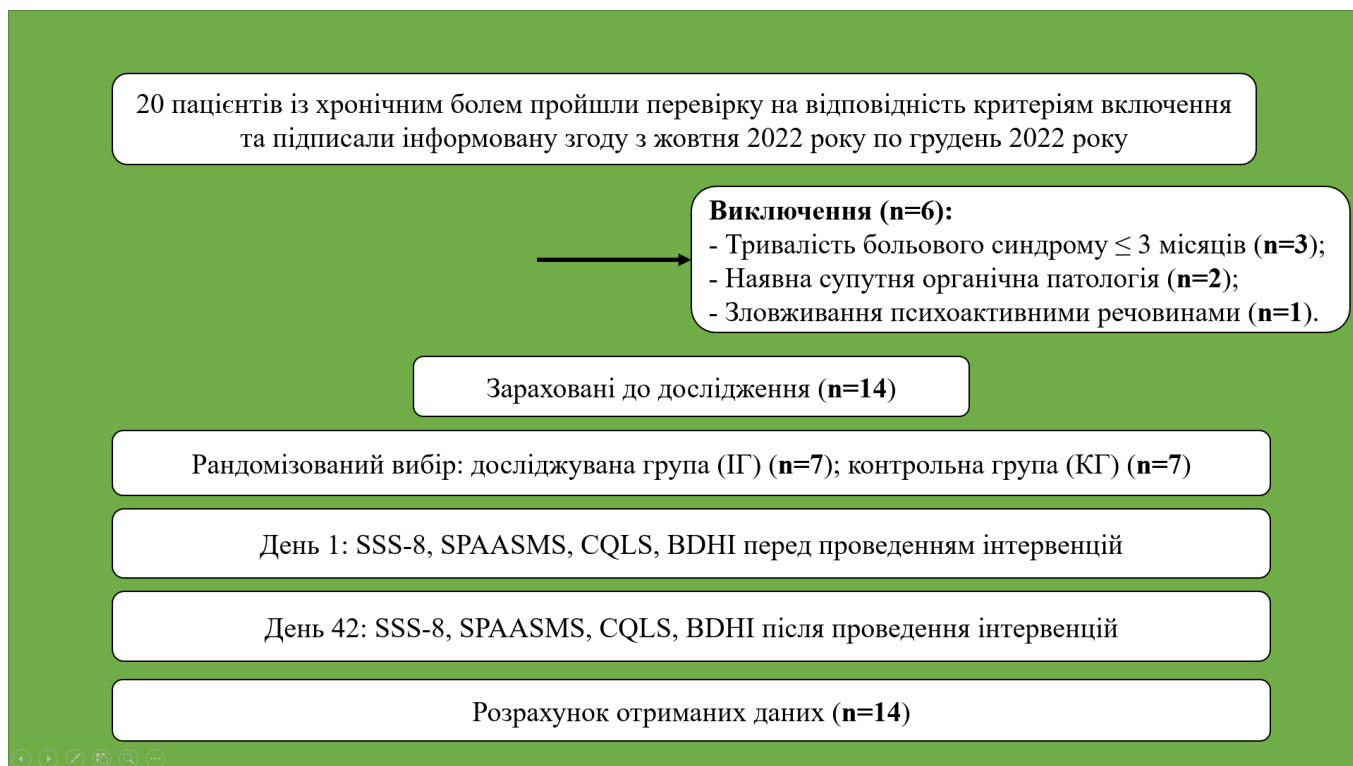 20 пацієнтів із хронічним болем пройшли перевірку на відповідність критеріям включення
та підписали інформовану згоду з жовтня 2022 року по грудень 2022 року
Виключення (n=6):
- Тривалість больового синдрому ≤ 3 місяців (n=3);
- Наявна супутня органічна патологія (n=2);
- Зловживання психоактивними речовинами (n=1).
Зараховані до дослідження (n=14)
Рандомізований вибір: досліджувана група (ІГ) (n=7); контрольна група (КГ) (n=7)
День 1: SSS-8, SPAASMS, CQLS, BDHI перед проведенням інтервенцій
День 42: SSS-8, SPAASMS, CQLS, BDHI після проведення інтервенцій
Розрахунок отриманих даних (n=14)